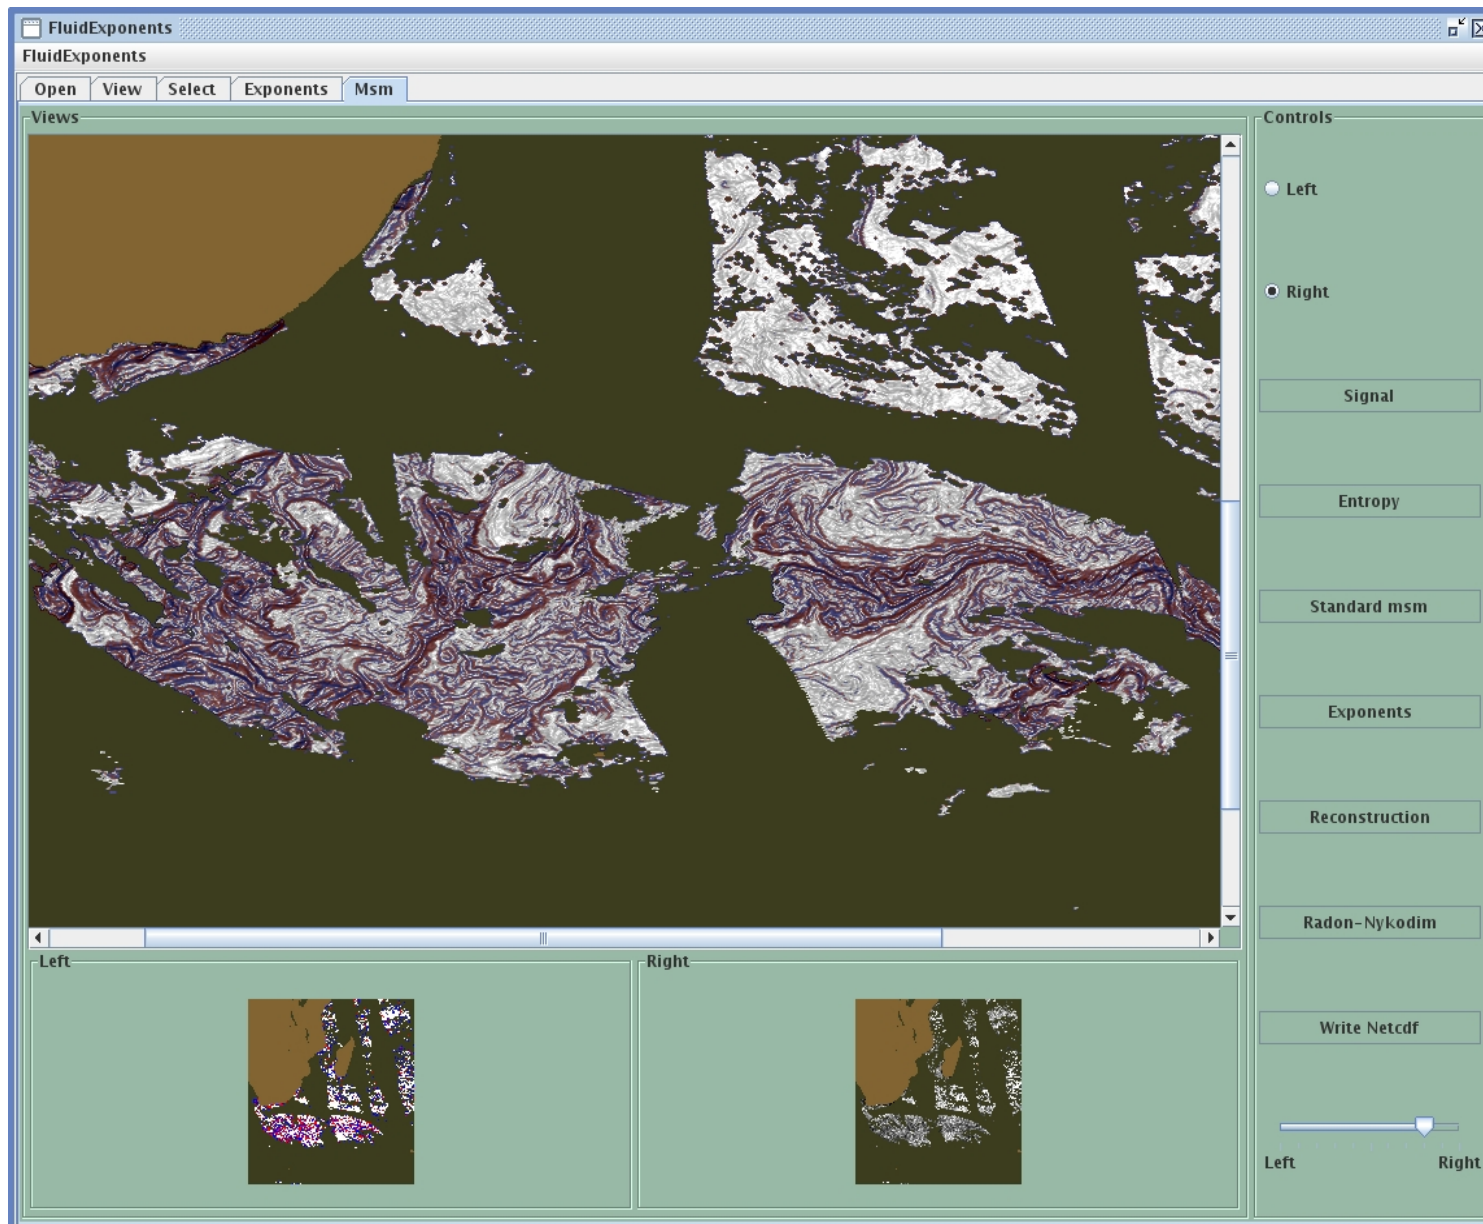 FluidExponents
FluidExponents
Open View Select Exponents Msm
Views
Controls
Left
Right
Signal
Entropy
Standard msm
Exponents
Reconstruction
Radon-Nykodim
Write Netcdf
Left Right
Left
Right